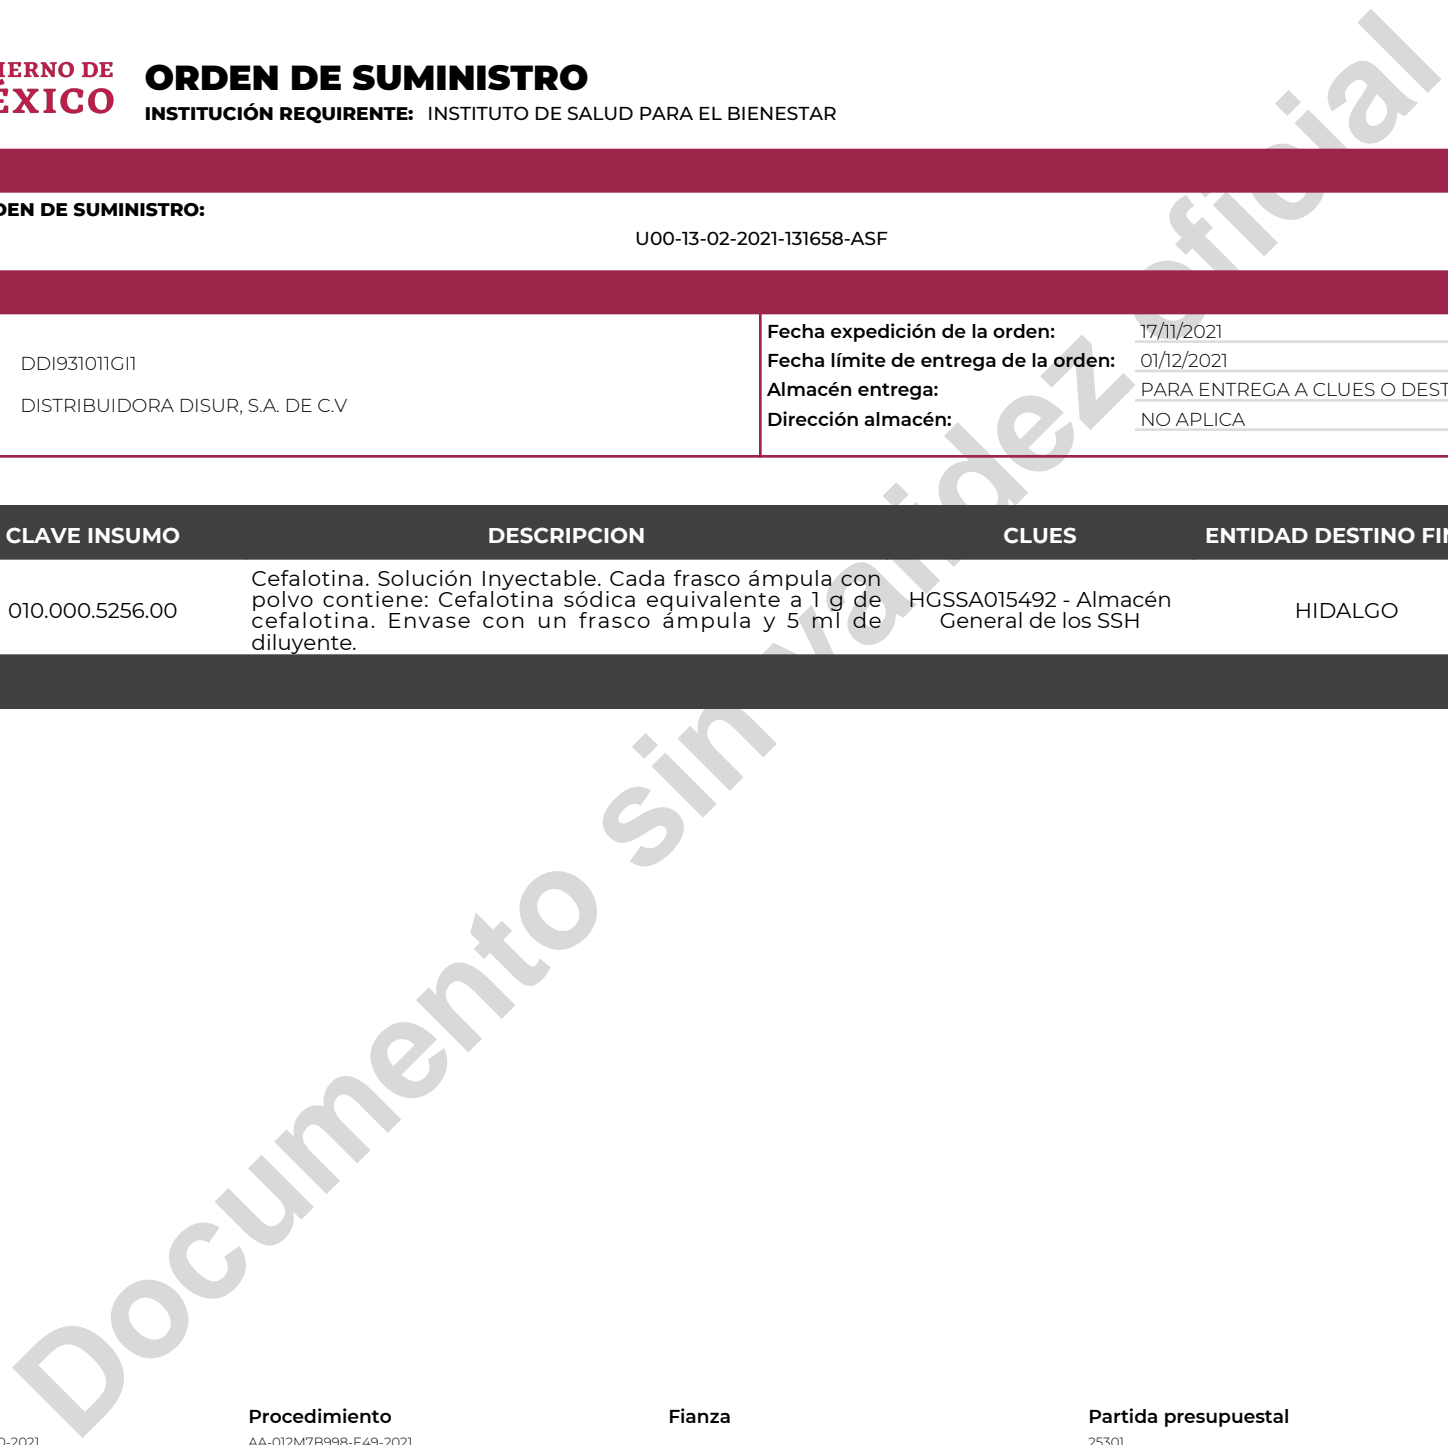 ORDEN DE SUMINISTRO
INSTITUCIÓN REQUIRENTE: INSTITUTO DE SALUD PARA EL BIENESTAR
IERNO DE
ÉXICO
DEN DE SUMINISTRO:
U00-13-02-2021-131658-ASF
DDI931011GI1
DISTRIBUIDORA DISUR, S.A. DE C.V
Fecha expedición de la orden: 17/11/2021
Fecha límite de entrega de la orden: 01/12/2021
Almacén entrega: PARA ENTREGA A CLUES O DEST
Dirección almacén: NO APLICA
CLAVE INSUMO DESCRIPCION CLUES ENTIDAD DESTINO FIN
010.000.5256.00
Cefalotina. Solución Inyectable. Cada frasco ámpula con
polvo contiene: Cefalotina sódica equivalente a 1 g de
cefalotina. Envase con un frasco ámpula y 5 ml de
diluyente.
HGSSA015492 - Almacén
General de los SSH
HIDALGO
Documento sin validez oficial
Procedimiento Fianza Partida presupuestal
0-2021 AA-012M7B998-E49-2021 25301